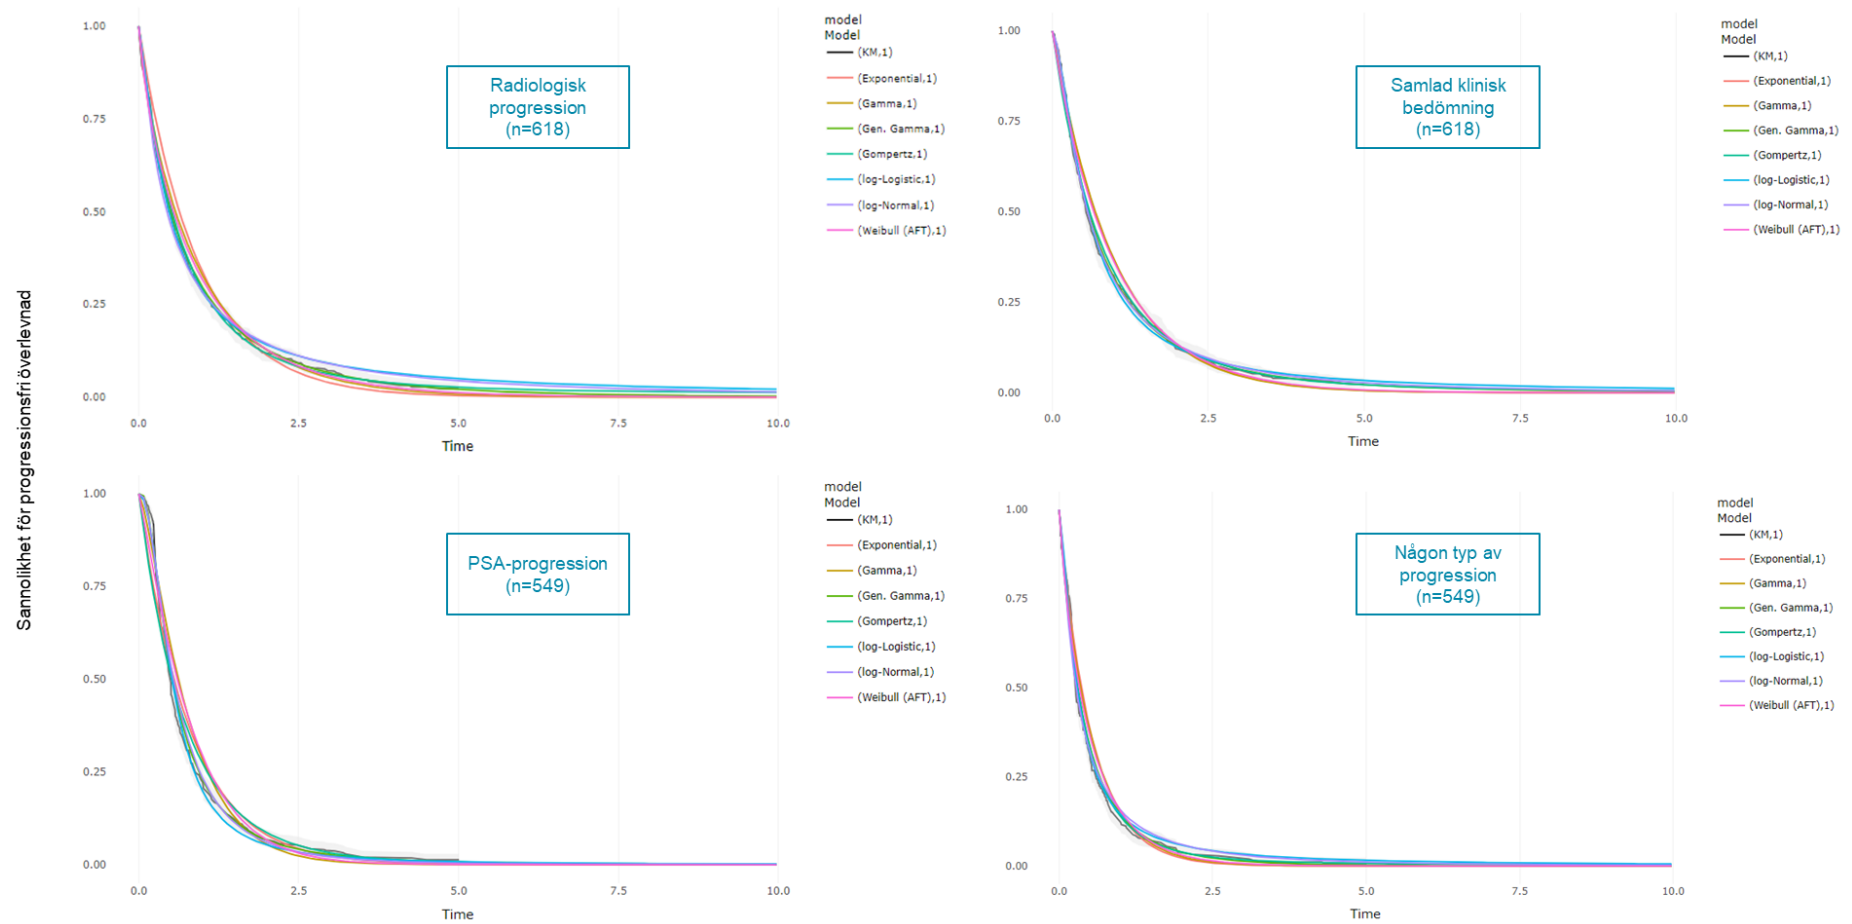 Sannolikhet för progressionsfri överlevnad
1.00
0.75
0.50
0.25
0.00
0.0
2.5
5.0
7.5
10.0
Time
Radiologisk
progression
(n=618)
model
Model
(KM,1)
(Exponential,1)
(Gamma,1)
(Gen. Gamma,1)
(Gompertz,1)
(log-Logistic,1)
(log-Normal,1)
(Weibull (AFT),1)
1.00
0.75
0.50
0.25
0.00
0.0
2.5
5.0
7.5
10.0
Time
Samlad klinisk
bedömning
(n=618)
model
Model
(KM,1)
(Exponential,1)
(Gamma,1)
(Gen. Gamma,1)
(Gompertz,1)
(log-Logistic,1)
(log-Normal,1)
(Weibull (AFT),1)
1.00
0.75
0.50
0.25
0.00
0.0
2.5
5.0
7.5
10.0
Time
PSA-progression
(n=549)
model
Model
(KM,1)
(Exponential,1)
(Gamma,1)
(Gen. Gamma,1)
(Gompertz,1)
(log-Logistic,1)
(log-Normal,1)
(Weibull (AFT),1)
1.00
0.75
0.50
0.25
0.00
0.0
2.5
5.0
7.5
10.0
Time
Någon typ av
progression
(n=549)
model
Model
(KM,1)
(Exponential,1)
(Gamma,1)
(Gen. Gamma,1)
(Gompertz,1)
(log-Logistic,1)
(log-Normal,1)
(Weibull (AFT),1)